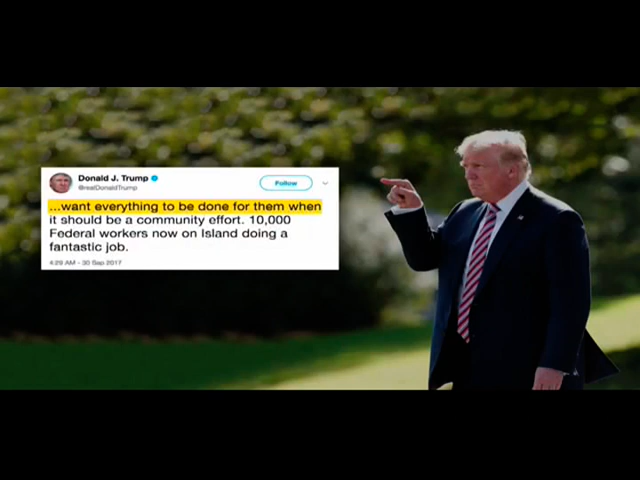 Donald J. Trump
@realDonaldTrump
Follow
...want everything to be done for them when
it should be a community effort. 10,000
Federal workers now on Island doing a
fantastic job.
4:29 AM - 30 Sep 2017